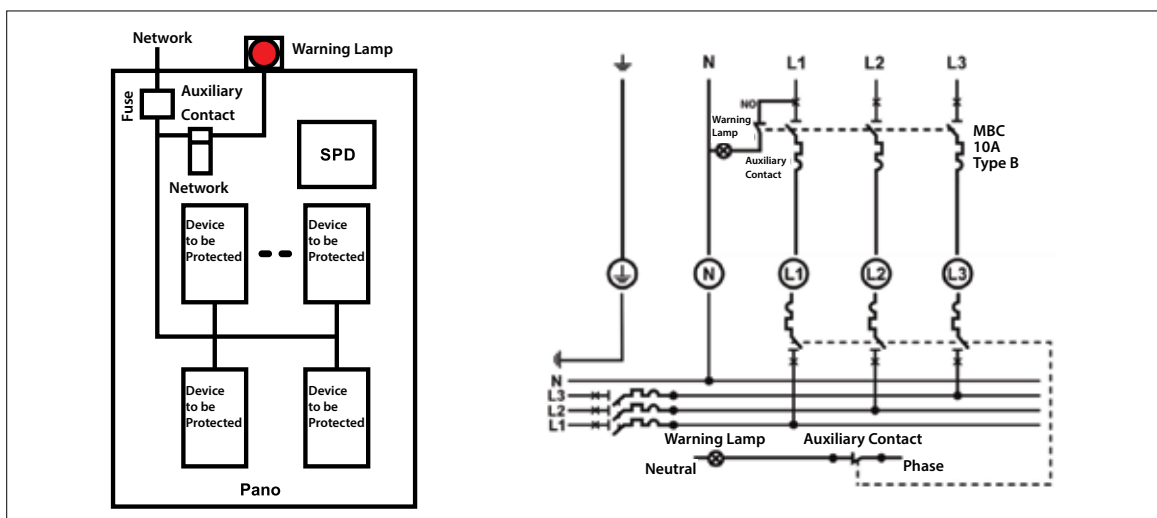 Network
Warning Lamp
Fuse
Auxiliary
Contact
SPD
Network
Device
to be
Protected
Device
to be
Protected
Device
to be
Protected
Device
to be
Protected
Pano
N
L1
L2
L3
NO
Warning
Lamp
Auxiliary
Contact
MBC
10A
Type B
N
L1
L2
L3
N
L3
L2
L1
Warning Lamp
Auxiliary Contact
Neutral
Phase